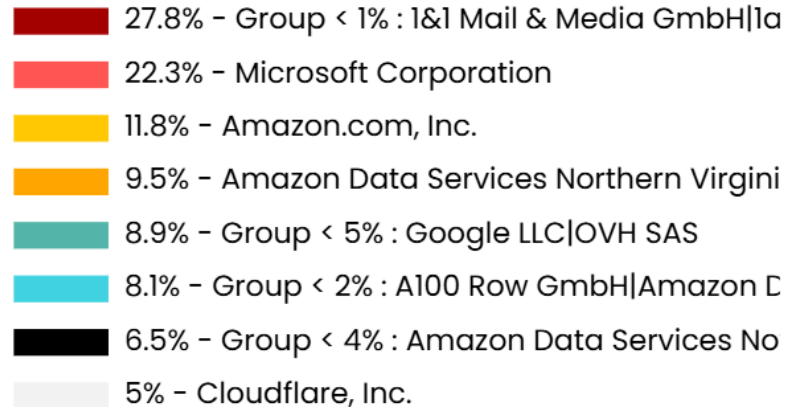 27.8% - Group < 1% : 1&1 Mail & Media GmbH|1a
22.3% - Microsoft Corporation
11.8% - Amazon.com, Inc.
9.5% - Amazon Data Services Northern Virgini
8.9% - Group < 5% : Google LLC|OVH SAS
8.1% - Group < 2% : A100 Row GmbH|Amazon D
6.5% - Group < 4% : Amazon Data Services No
5% - Cloudflare, Inc.